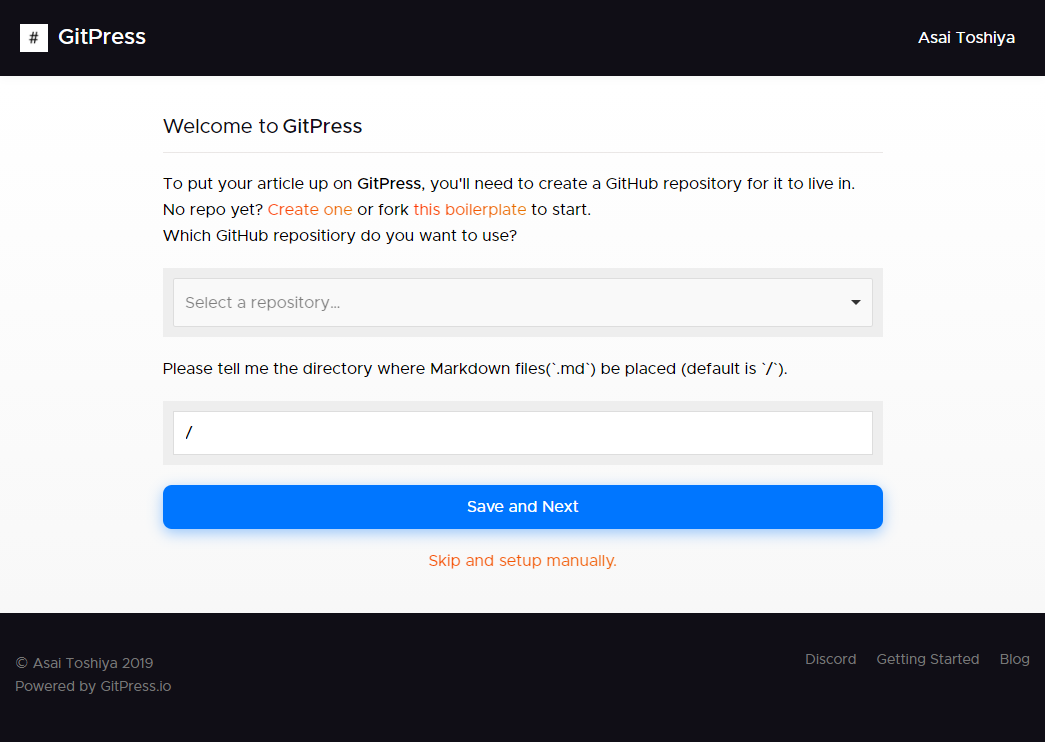 # GitPress
Asai Toshiya
Welcome to GitPress
To put your article up on GitPress, you'll need to create a GitHub repository for it to live in.
No repo yet? Create one or fork this boilerplate to start.
Which GitHub repositiory do you want to use?
Select a repository...
Please tell me the directory where Markdown files(`.md`) be placed (default is `/`).
/
Save and Next
Skip and setup manually.
© Asai Toshiya 2019
Powered by GitPress.io
Discord Getting Started Blog